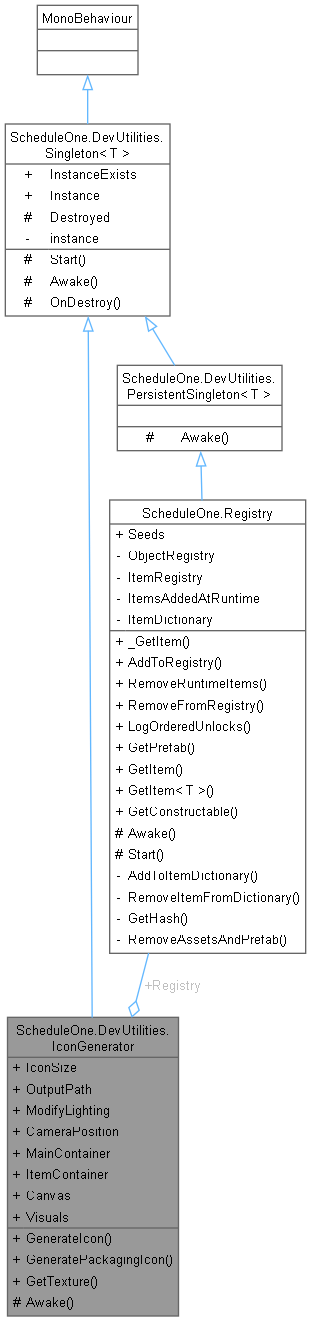 MonoBehaviour
ScheduleOne.DevUtilities.
Singleton< T >
+ InstanceExists
+ Instance
# Destroyed
- instance
# Start()
# Awake()
# OnDestroy()
ScheduleOne.DevUtilities.
PersistentSingleton< T >
# Awake()
ScheduleOne.Registry
+ Seeds
- ObjectRegistry
- ItemRegistry
- ItemsAddedAtRuntime
- ItemDictionary
+ _GetItem()
+ AddToRegistry()
+ RemoveRuntimeItems()
+ RemoveFromRegistry()
+ LogOrderedUnlocks()
+ GetPrefab()
+ GetItem()
+ GetItem< T >()
+ GetConstructable()
# Awake()
# Start()
- AddToItemDictionary()
- RemoveItemFromDictionary()
- GetHash()
- RemoveAssetsAndPrefab()
+Registry
ScheduleOne.DevUtilities.
IconGenerator
+ IconSize
+ OutputPath
+ ModifyLighting
+ CameraPosition
+ MainContainer
+ ItemContainer
+ Canvas
+ Visuals
+ GenerateIcon()
+ GeneratePackagingIcon()
+ GetTexture()
# Awake()